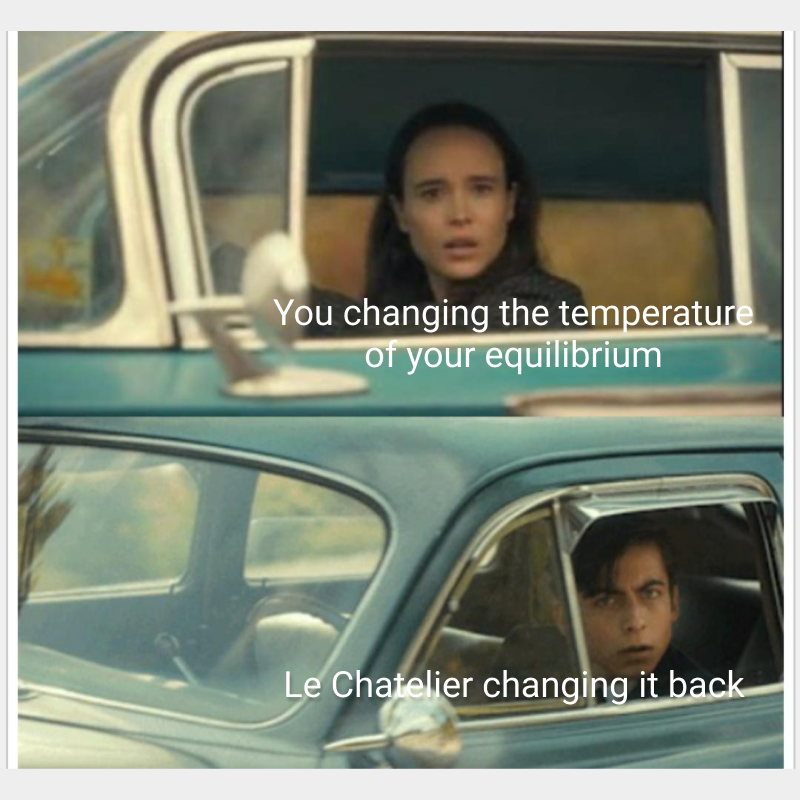 You changing the temperature
of your equilibrium
Le Chatelier changing it back